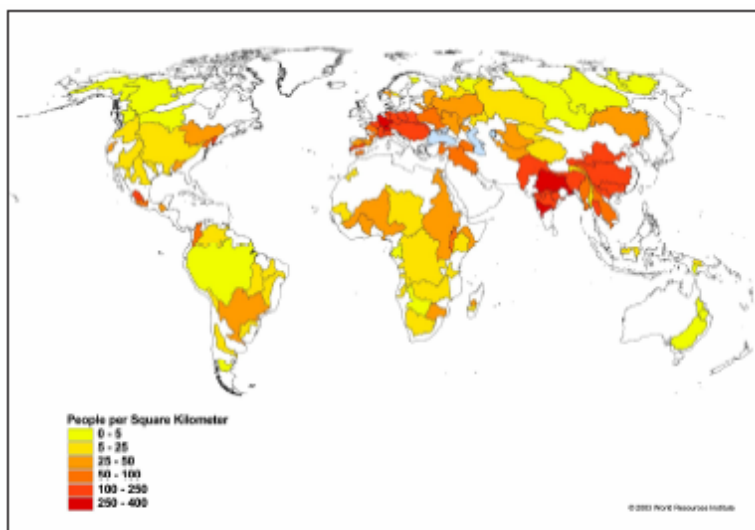 People per Square Kilometer
0 - 5
5 - 25
25 - 50
50 - 100
100 - 250
250 - 400
© 2003 World Resources Institute